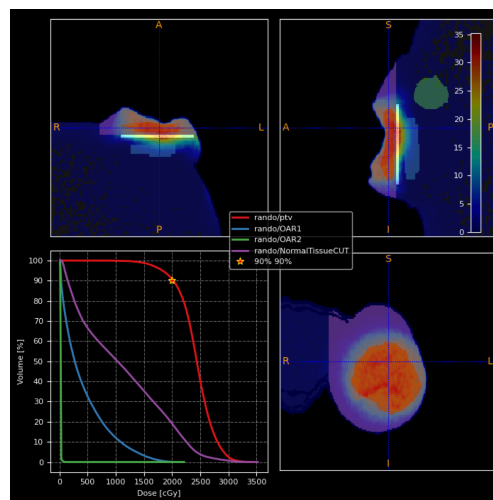 A
R
L
P
S
A
P
I
35
30
25
20
15
10
5
0
rando/ptv
rando/OAR1
rando/OAR2
rando/NormalTissueCUT
90% 90%
100
90
80
70
60
50
40
30
20
10
0
Volume [%]
0 500 1000 1500 2000 2500 3000 3500
Dose [cGy]
S
R
L
I